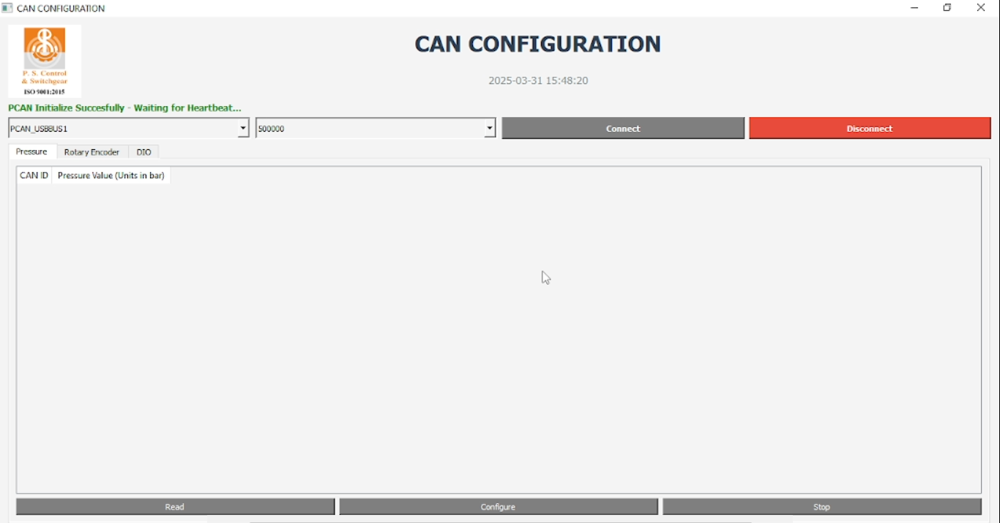 CAN CONFIGURATION
CAN CONFIGURATION
P. S. Control
& Switchgear
ISO 9001:2015
2025-03-31 15:48:20
PCAN Initialize Succesfully - Waiting for Heartbeat...
PCAN_USBBUS1 500000 Connect Disconnect
Pressure Rotary Encoder DIO
CAN ID Pressure Value (Units in bar)
Read Configure Stop